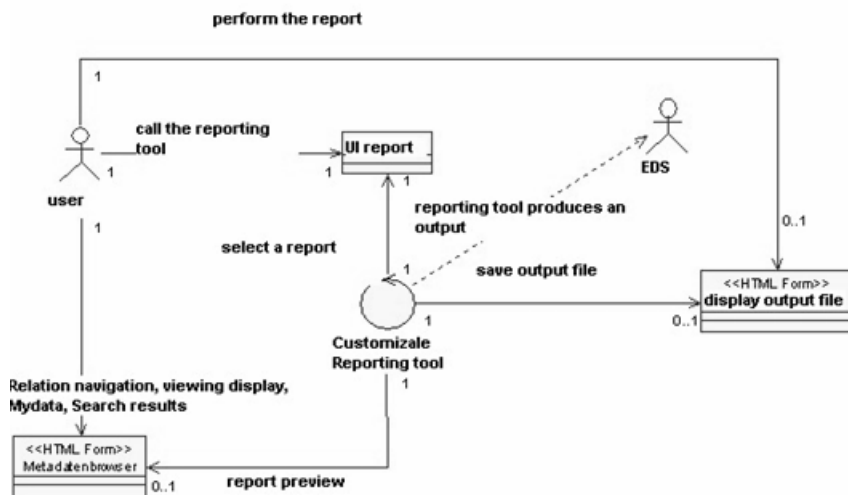 perform the report
1
call the reporting
tool
1
1
UI report
1
EDS
user
1
reporting tool produces an
output
0..1
select a report
1
save output file
<<HTML Form>>
display output file
1
0..1
Customizale
Reporting tool
1
Relation navigation, viewing display,
Mydata, Search results
<<HTML Form>>
Metadatenbrowser
0..1
report preview